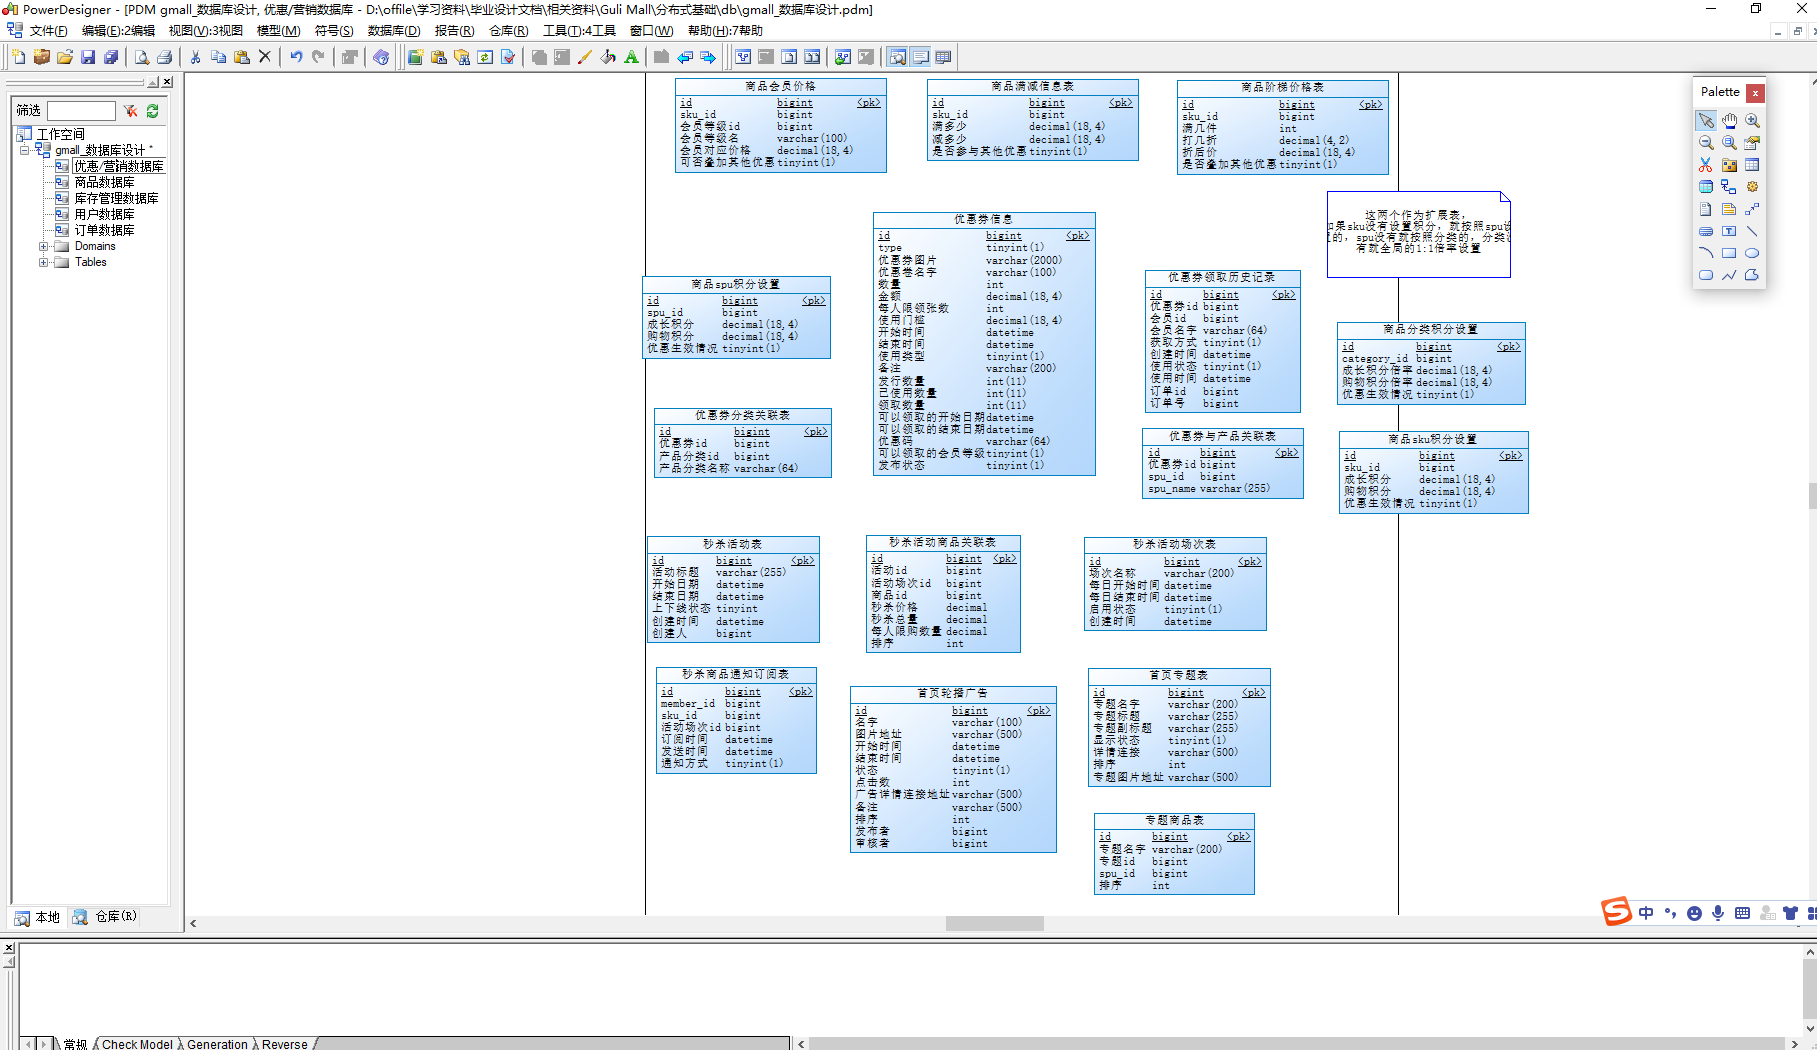 PowerDesigner - [PDM gmall_数据库设计, 优惠/营销数据库 - D:\offile\学习资料\毕业设计文档\相关资料\Guli Mall\分布式基础\db\gmall_数据库设计.pdm]
文件(F) 编辑(E):2编辑 视图(V):3视图 模型(M) 符号(S) 数据库(D) 报告(R) 仓库(R) 工具(T):4工具 窗口(W) 帮助(H):7帮助
筛选
工作空间
gmall_数据库设计 *
优惠/营销数据库
商品数据库
库存管理数据库
用户数据库
订单数据库
Domains
Tables
本地 仓库(R)
商品会员价格
id bigint <pk>
sku_id bigint
会员等级id bigint
会员等级名 varchar(100)
会员对应价格 decimal(18,4)
可否叠加其他优惠 tinyint(1)
商品满减信息表
id bigint <pk>
sku_id bigint
满多少 decimal(18,4)
减多少 decimal(18,4)
是否参与其他优惠 tinyint(1)
商品阶梯价格表
id bigint <pk>
sku_id bigint
满几件 int
打几折 decimal(4,2)
折后价 decimal(18,4)
是否叠加其他优惠 tinyint(1)
Palette
这两个作为扩展表,
如果sku没有设置积分, 就按照spu设
置的, spu没有就按照分类的, 分类没
有就全局的1:1倍率设置
商品spu积分设置
id bigint <pk>
spu_id bigint
成长积分 decimal(18,4)
购物积分 decimal(18,4)
优惠生效情况 tinyint(1)
优惠券信息
id bigint <pk>
type tinyint(1)
优惠券图片 varchar(2000)
优惠卷名字 varchar(100)
数量 int
金额 decimal(18,4)
每人限领张数 int
使用门槛 decimal(18,4)
开始时间 datetime
结束时间 datetime
使用类型 tinyint(1)
备注 varchar(200)
发行数量 int(11)
已使用数量 int(11)
领取数量 int(11)
可以领取的开始日期 datetime
可以领取的结束日期 datetime
优惠码 varchar(64)
可以领取的会员等级 tinyint(1)
发布状态 tinyint(1)
优惠券领取历史记录
id bigint <pk>
优惠券id bigint
会员id bigint
会员名字 varchar(64)
获取方式 tinyint(1)
创建时间 datetime
使用状态 tinyint(1)
使用时间 datetime
订单id bigint
订单号 bigint
商品分类积分设置
id bigint <pk>
category_id bigint
成长积分倍率 decimal(18,4)
购物积分倍率 decimal(18,4)
优惠生效情况 tinyint(1)
优惠券分类关联表
id bigint <pk>
优惠券id bigint
产品分类id bigint
产品分类名称 varchar(64)
优惠券与产品关联表
id bigint <pk>
优惠券id bigint
spu_id bigint
spu_name varchar(255)
商品sku积分设置
id bigint <pk>
sku_id bigint
成长积分 decimal(18,4)
购物积分 decimal(18,4)
优惠生效情况 tinyint(1)
秒杀活动表
id bigint <pk>
活动标题 varchar(255)
开始日期 datetime
结束日期 datetime
上下线状态 tinyint
创建时间 datetime
创建人 bigint
秒杀活动商品关联表
id bigint <pk>
活动id bigint
活动场次id bigint
商品id bigint
秒杀价格 decimal
秒杀总量 decimal
每人限购数量 decimal
排序 int
秒杀活动场次表
id bigint <pk>
场次名称 varchar(200)
每日开始时间 datetime
每日结束时间 datetime
启用状态 tinyint(1)
创建时间 datetime
秒杀商品通知订阅表
id bigint <pk>
member_id bigint
sku_id bigint
活动场次id bigint
订阅时间 datetime
发送时间 datetime
通知方式 tinyint(1)
首页轮播广告
id bigint <pk>
名字 varchar(100)
图片地址 varchar(500)
开始时间 datetime
结束时间 datetime
状态 tinyint(1)
点击数 int
广告详情连接地址 varchar(500)
备注 varchar(500)
排序 int
发布者 bigint
审核者 bigint
首页专题表
id bigint <pk>
专题名字 varchar(200)
专题标题 varchar(255)
专题副标题 varchar(255)
显示状态 tinyint(1)
详情连接 varchar(500)
排序 int
专题图片地址 varchar(500)
专题商品表
id bigint <pk>
专题名字 varchar(200)
专题id bigint
spu_id bigint
排序 int
中
常规 Check Model Generation Reverse